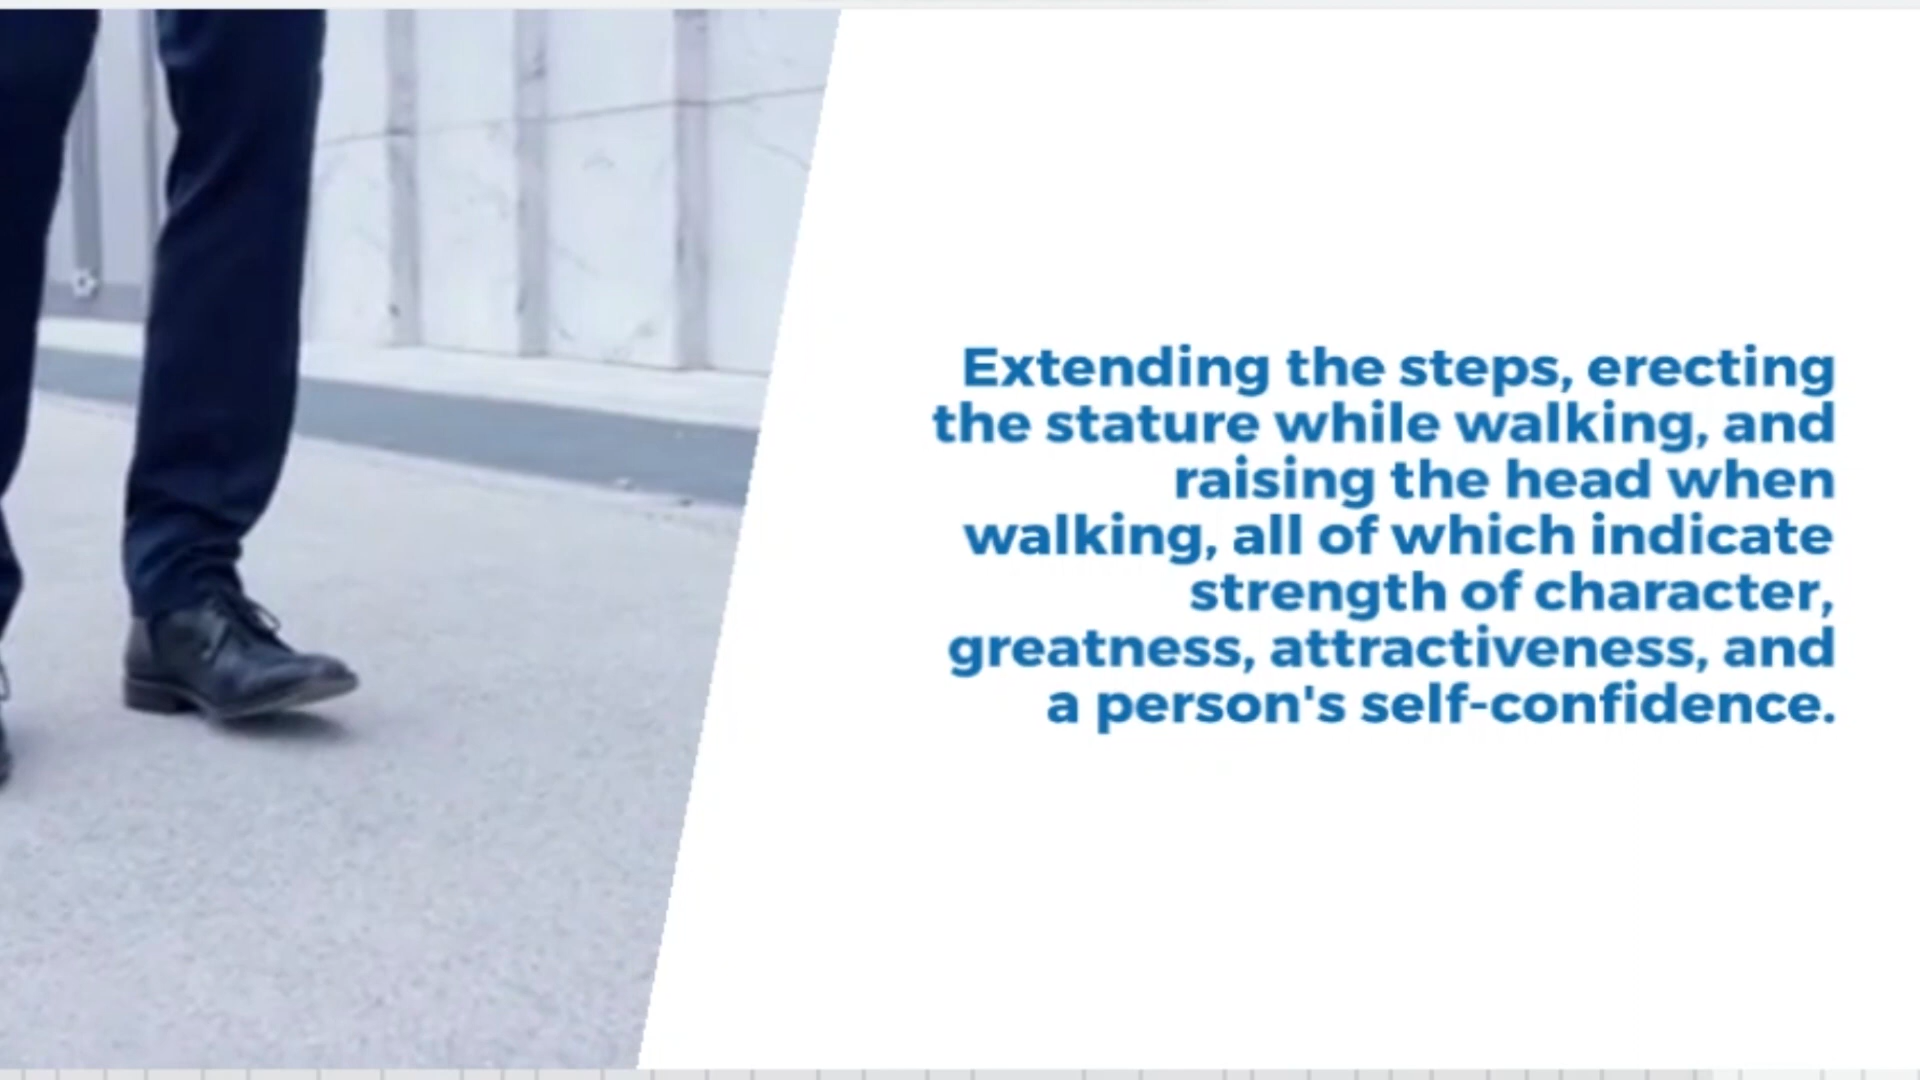 Extending the steps, erecting
the stature while walking, and
raising the head when
walking, all of which indicate
strength of character,
greatness, attractiveness, and
a person's self-confidence.